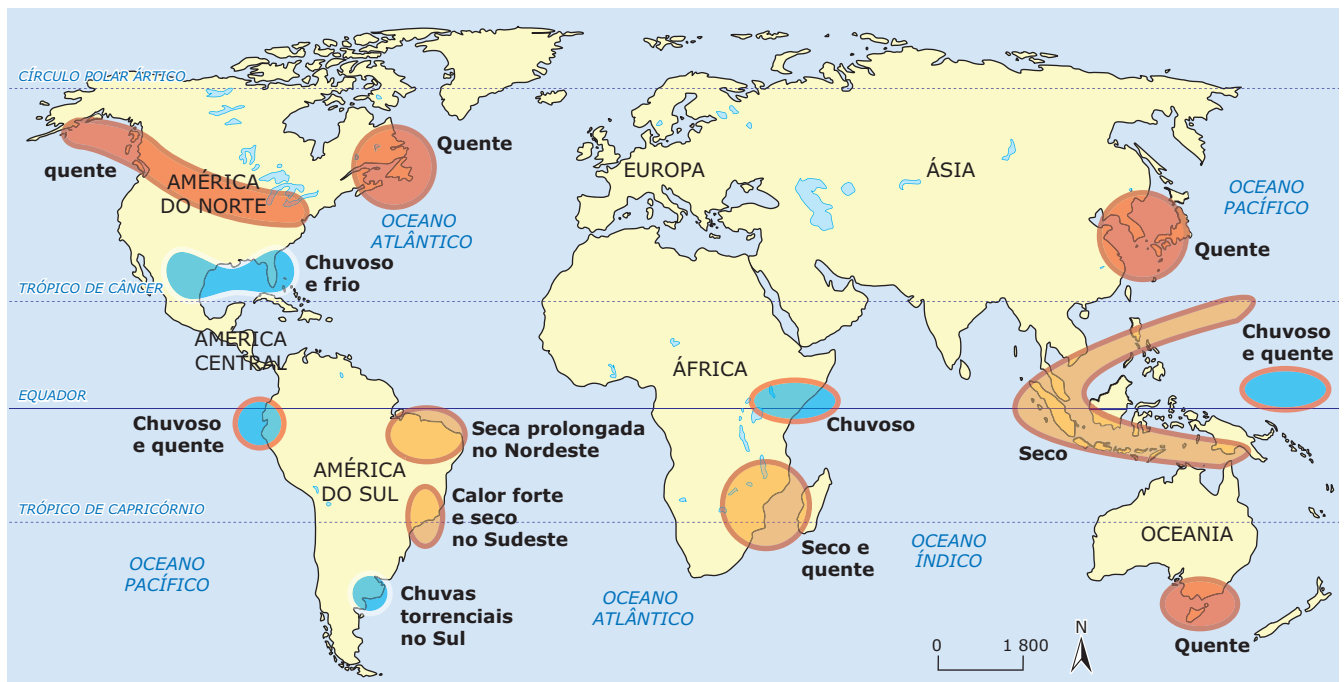 CÍRCULO POLAR ÁRTICO
quente
AMÉRICA
DO NORTE
Quente
OCEANO
ATLÂNTICO
EUROPA
ÁSIA
OCEANO
PACÍFICO
Quente
Chuvoso
e frio
TRÓPICO DE CÂNCER
AMÉRICA
CENTRAL
ÁFRICA
Chuvoso
e quente
EQUADOR
Chuvoso
e quente
Seca prolongada
no Nordeste
Chuvoso
Seco
AMÉRICA
DO SUL
Calor forte
e seco
no Sudeste
TRÓPICO DE CAPRICÓRNIO
Seco e
quente
OCEANO
ÍNDICO
OCEANIA
OCEANO
PACÍFICO
Chuvas
torrenciais
no Sul
OCEANO
ATLÂNTICO
Quente
0 1 800
N